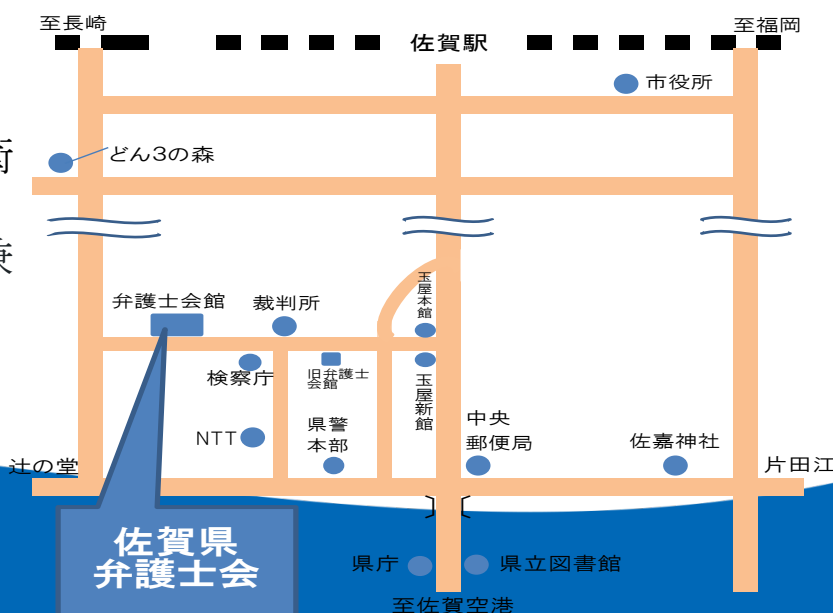 至長崎
佐賀駅
至福岡
市役所
どん3の森
術
乗
弁護士会館
裁判所
玉屋本館
検察庁
旧弁護士
会館
玉屋新館
NTT
県警
本部
中央
郵便局
佐嘉神社
辻の堂
片田江
佐賀県
弁護士会
県庁
県立図書館
至佐賀空港